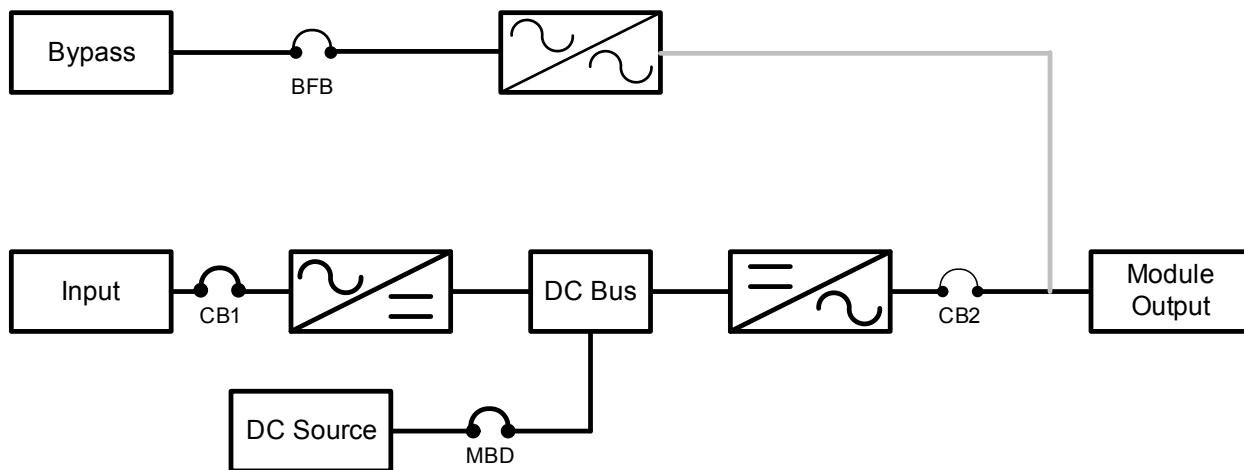 Bypass
BFB
Input
CB1
DC Bus
CB2
Module
Output
DC Source
MBD